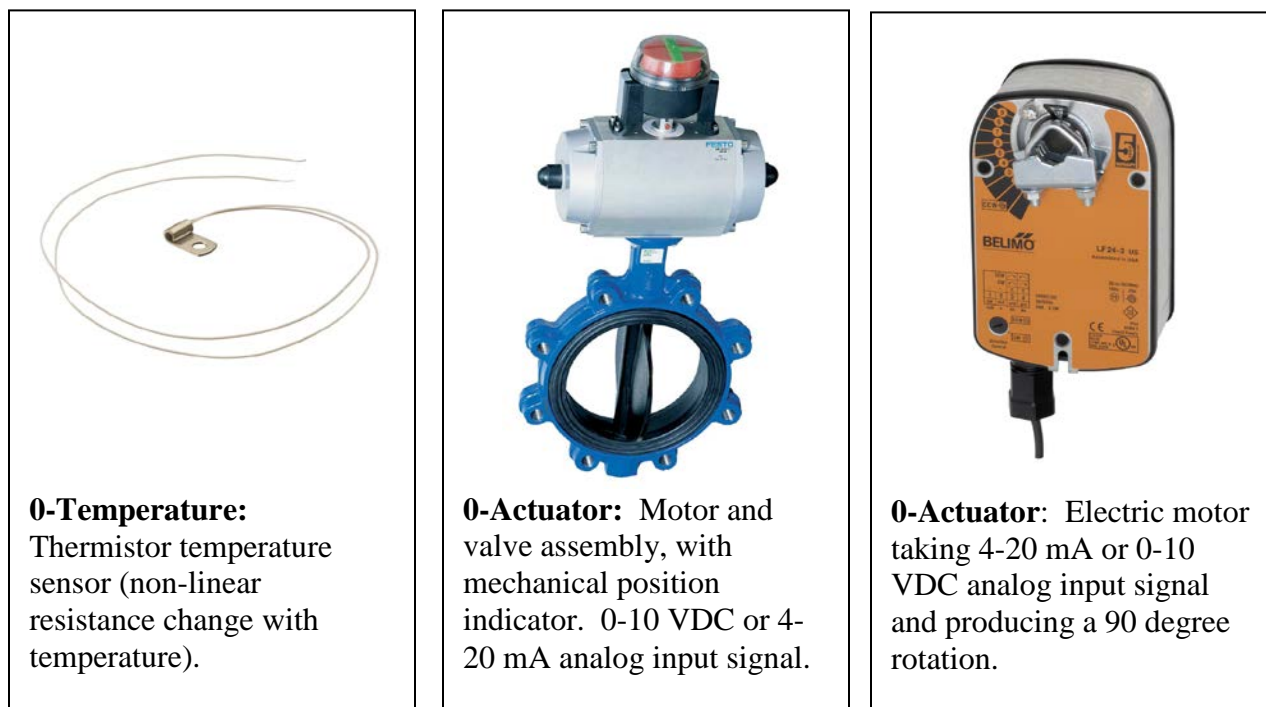 FESTO
BELIMO
LF24-3 US
5
0-Temperature:
Thermistor temperature
sensor (non-linear
resistance change with
temperature).
0-Actuator: Motor and
valve assembly, with
mechanical position
indicator. 0-10 VDC or 4-
20 mA analog input signal.
0-Actuator: Electric motor
taking 4-20 mA or 0-10
VDC analog input signal
and producing a 90 degree
rotation.